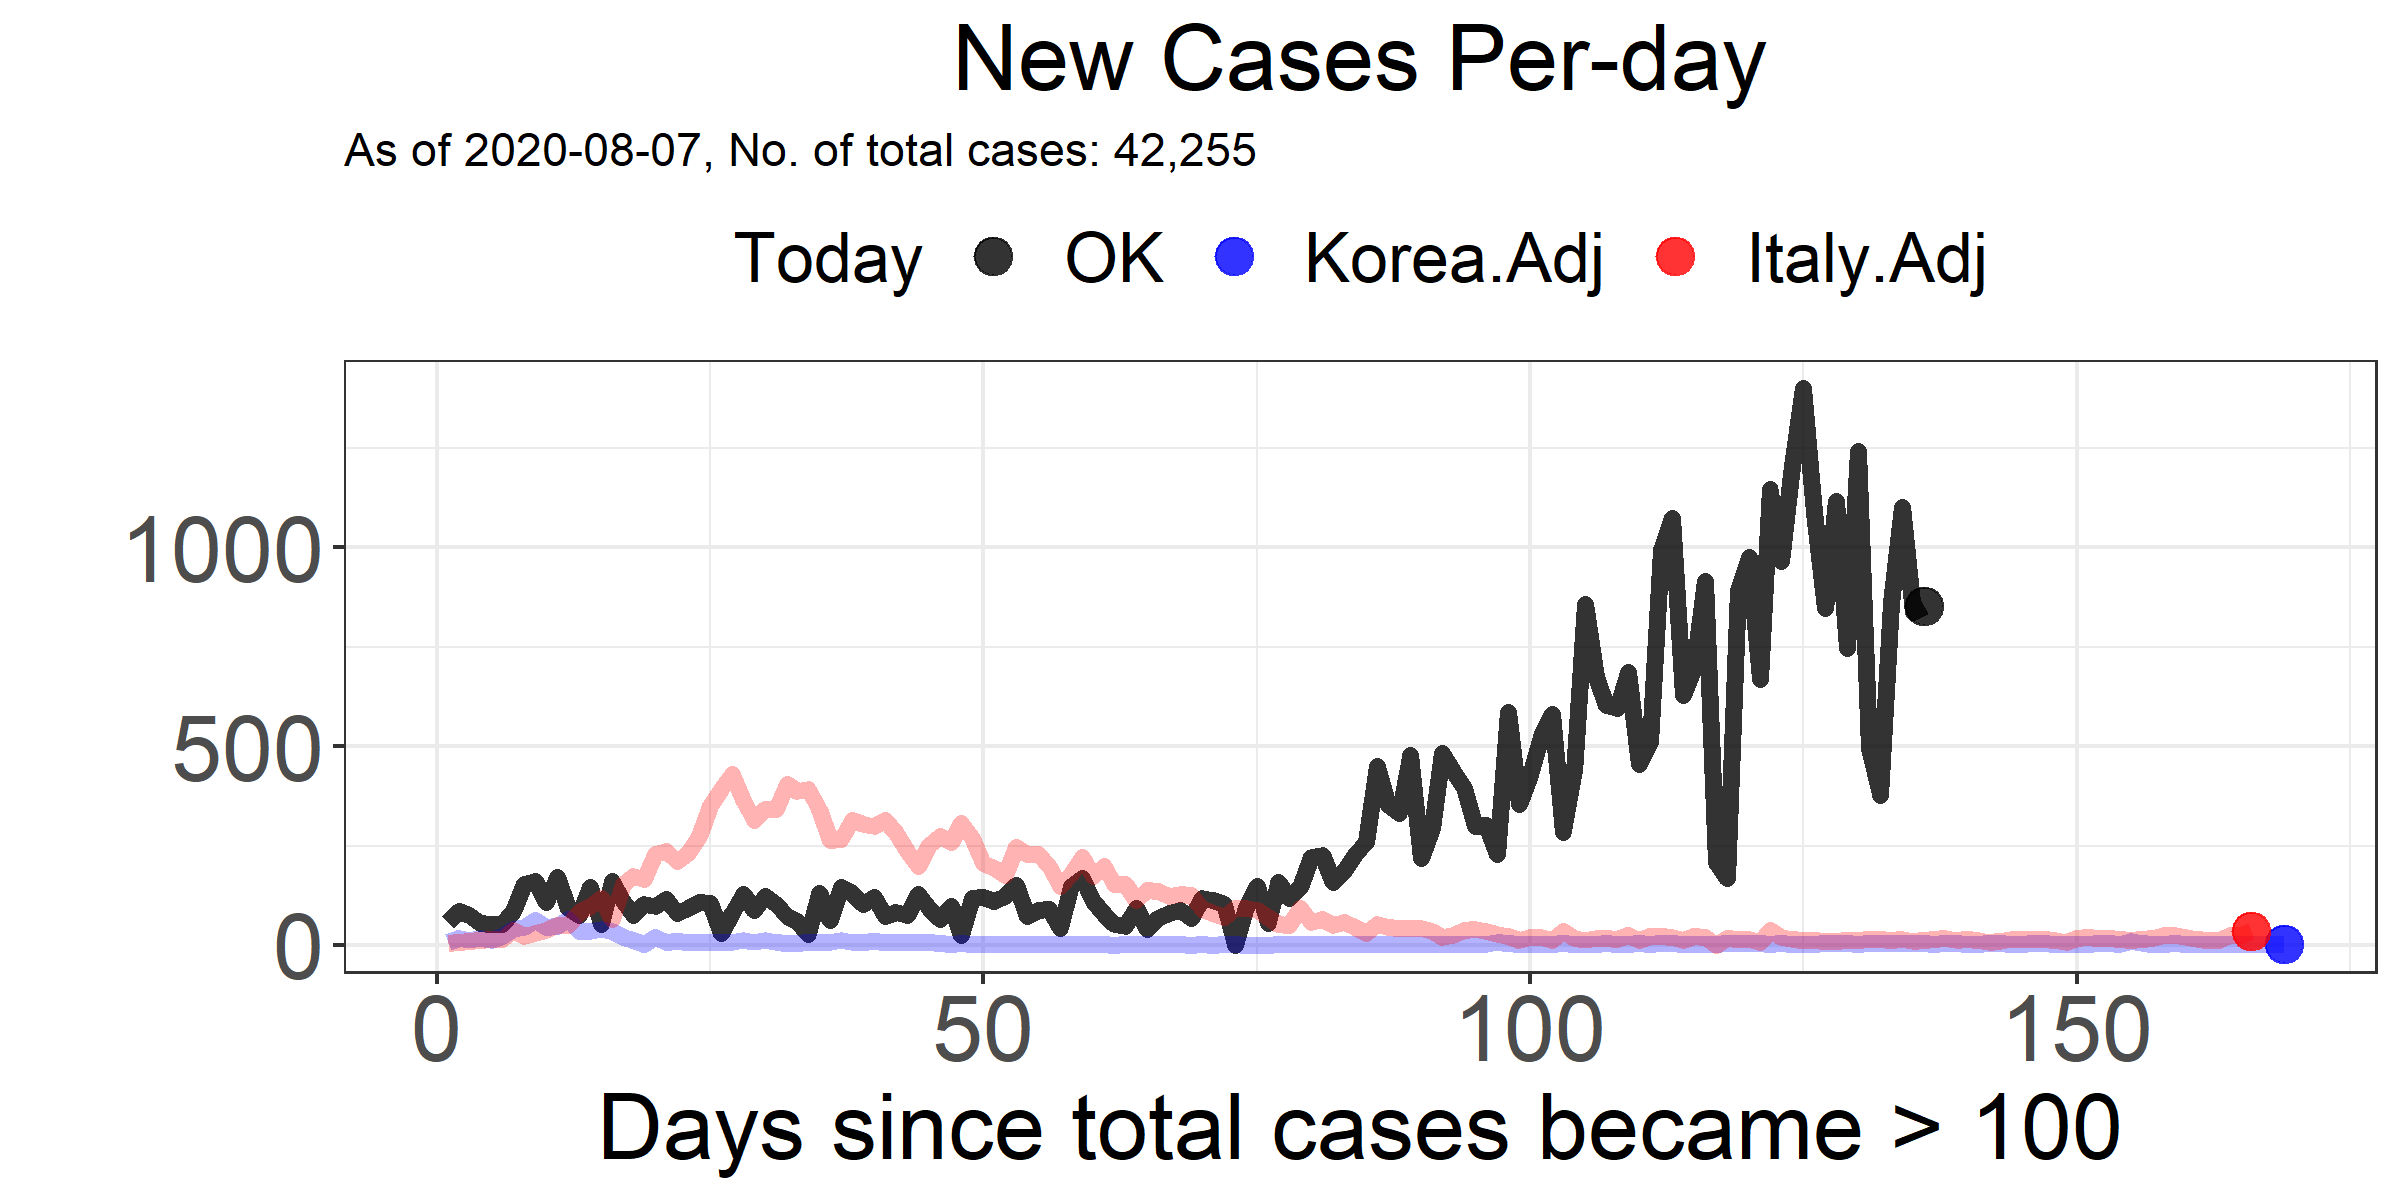 New Cases Per-day
As of 2020-08-07, No. of total cases: 42,255
Today OK Korea.Adj Italy.Adj
1000
500
0
0 50 100 150
Days since total cases became > 100